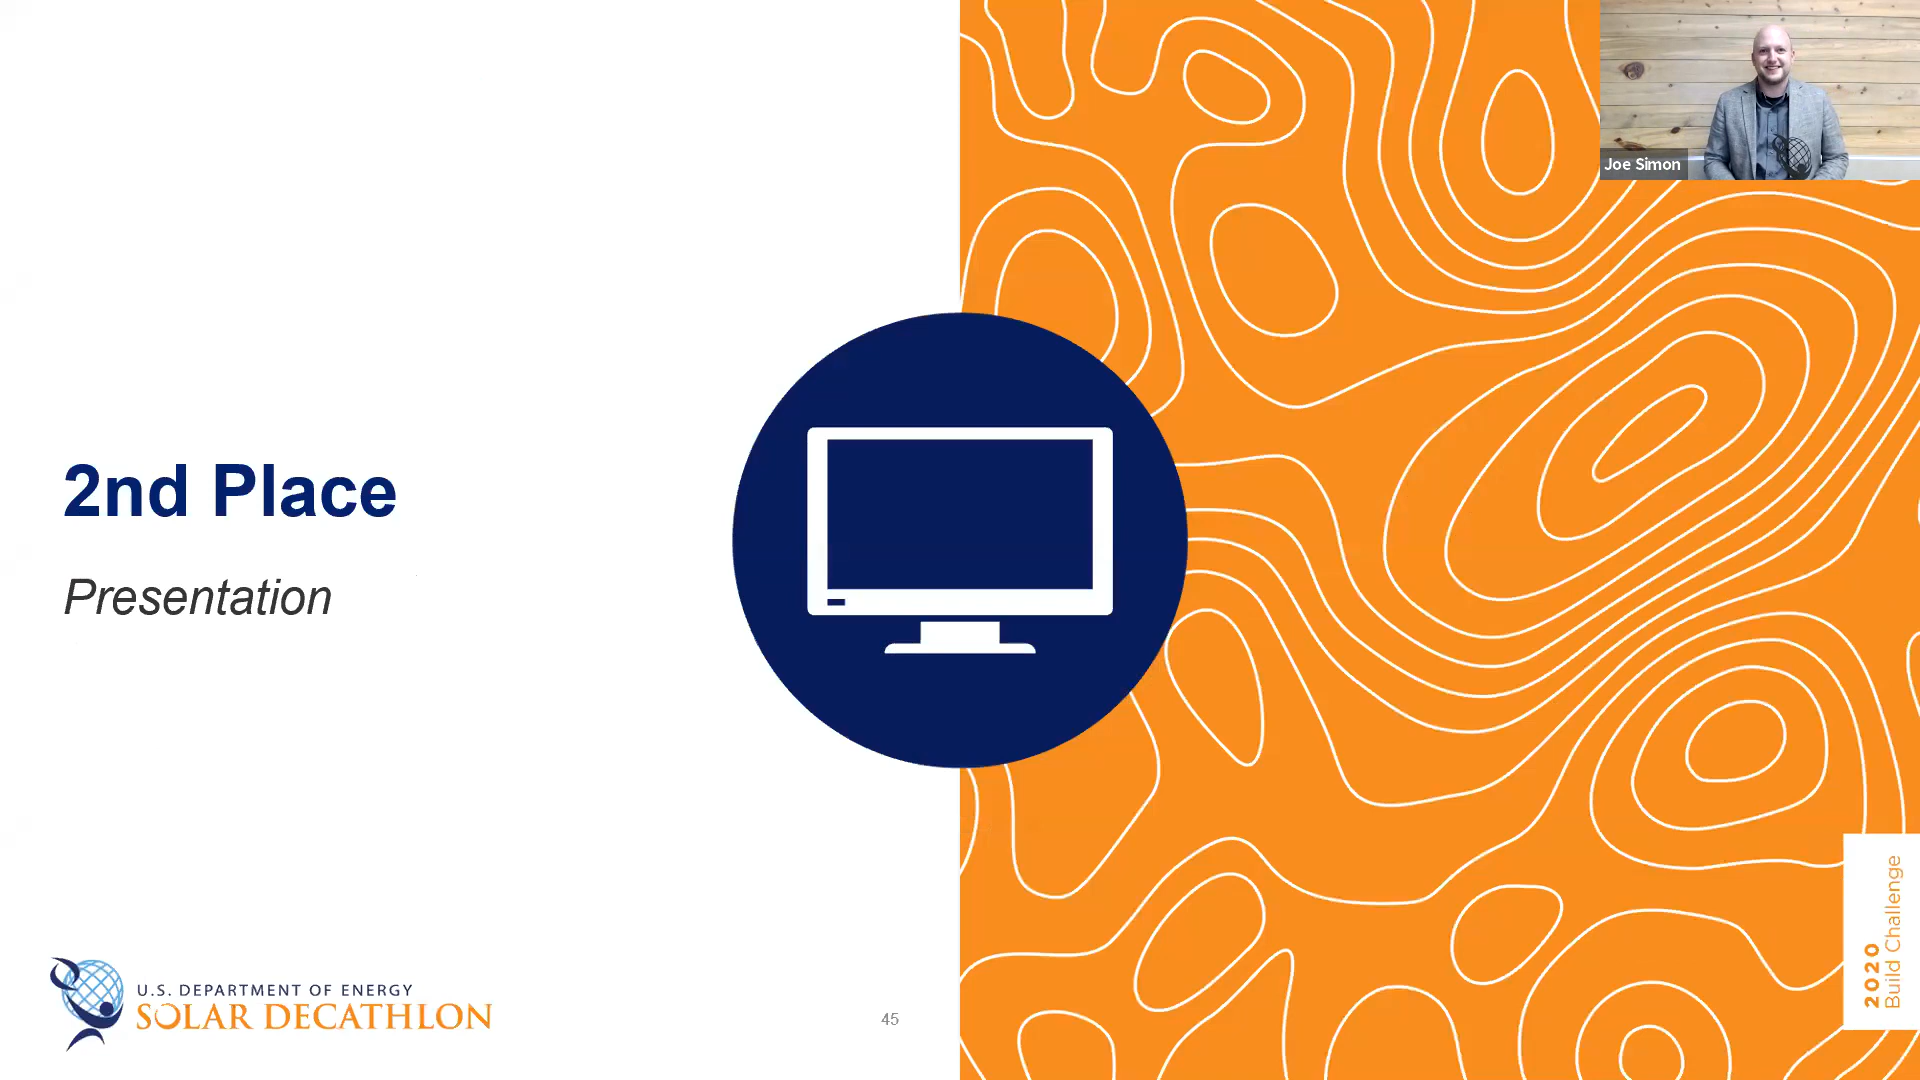 Joe Simon
2nd Place
Presentation
U.S. DEPARTMENT OF ENERGY
SOLAR DECATHLON
45
2020
Build Challenge